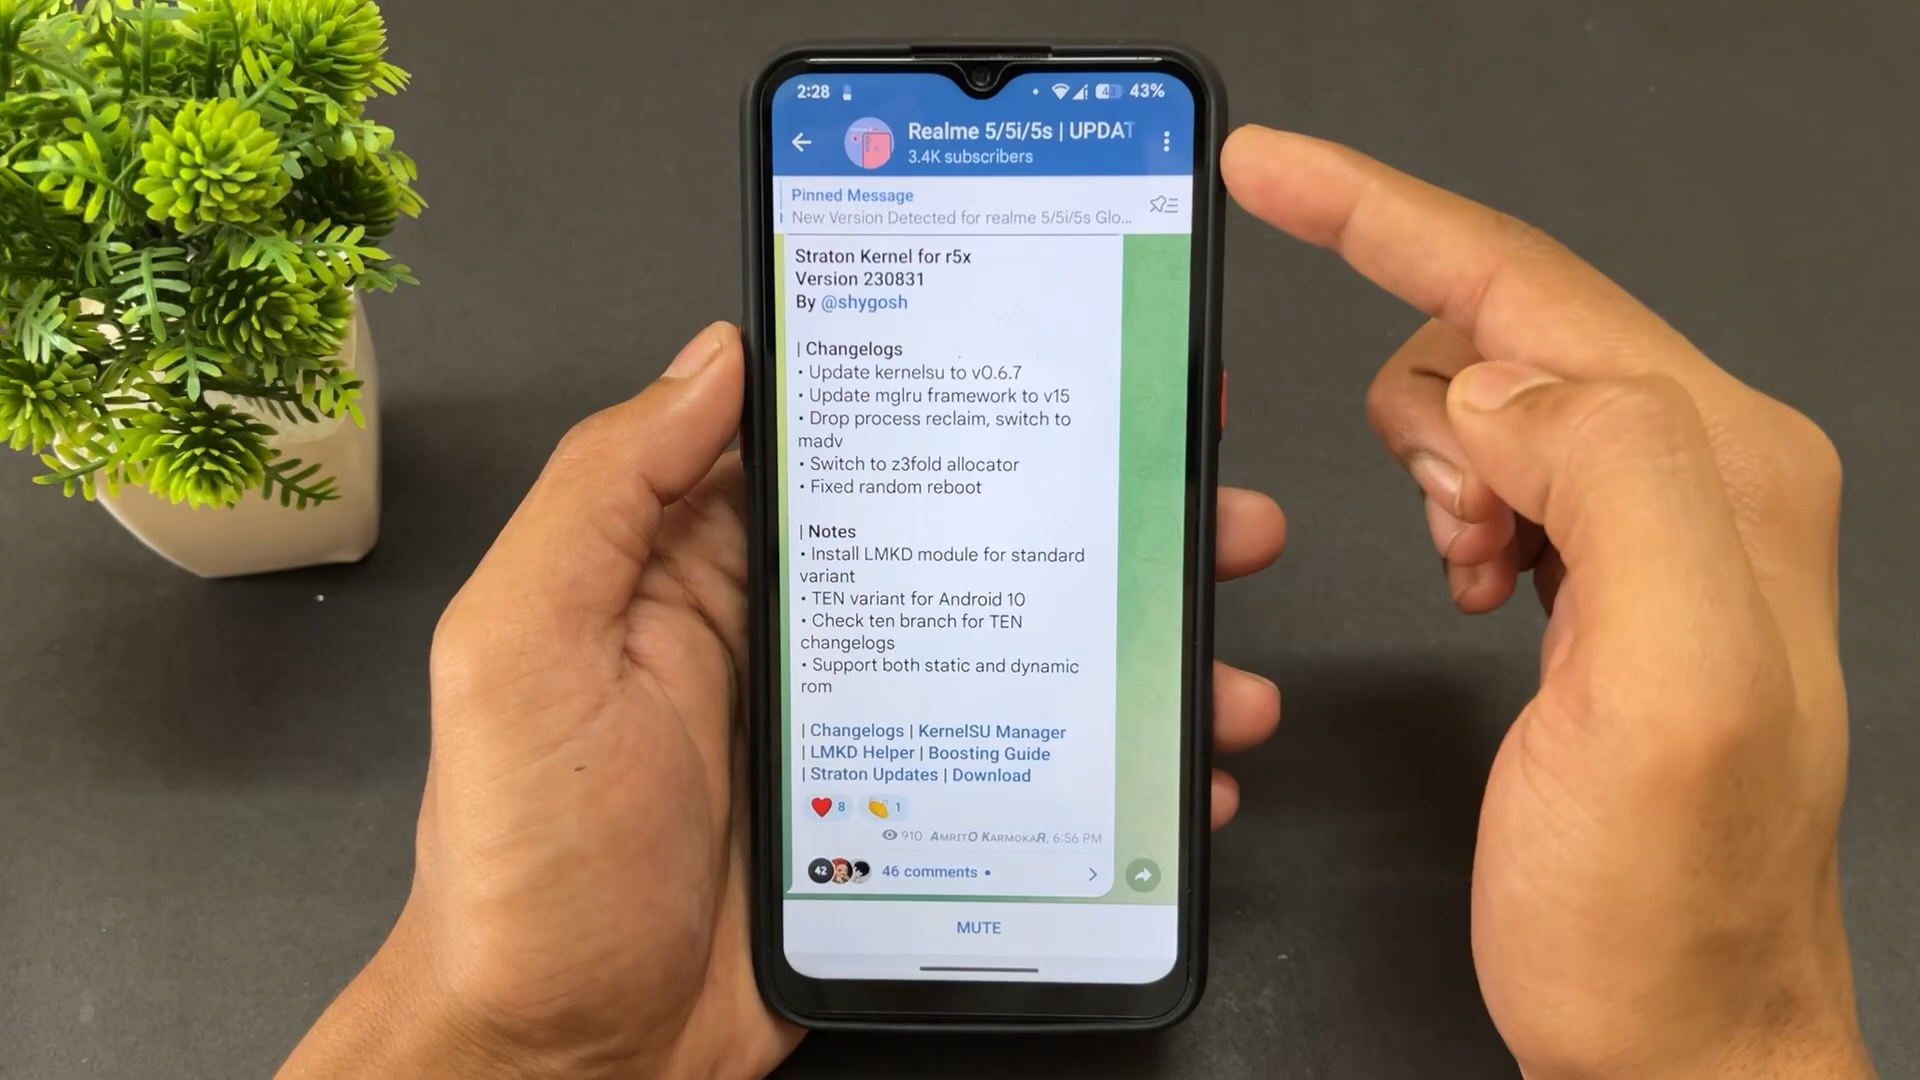 2:28
43%
Realme 5/5i/5s | UPDAT
3.4K subscribers
Pinned Message
New Version Detected for realme 5/5i/5s Glo...
Straton Kernel for r5x
Version 230831
By @shygosh
| Changelogs
• Update kernelsu to v0.6.7
• Update mglru framework to v15
• Drop process reclaim, switch to
madv
• Switch to z3fold allocator
• Fixed random reboot
| Notes
• Install LMKD module for standard
variant
• TEN variant for Android 10
• Check ten branch for TEN
changelogs
• Support both static and dynamic
rom
| Changelogs | KernelSU Manager
| LMKD Helper | Boosting Guide
| Straton Updates | Download
8 1
910 AMRITO KARMOKAR, 6:56 PM
42 46 comments
MUTE